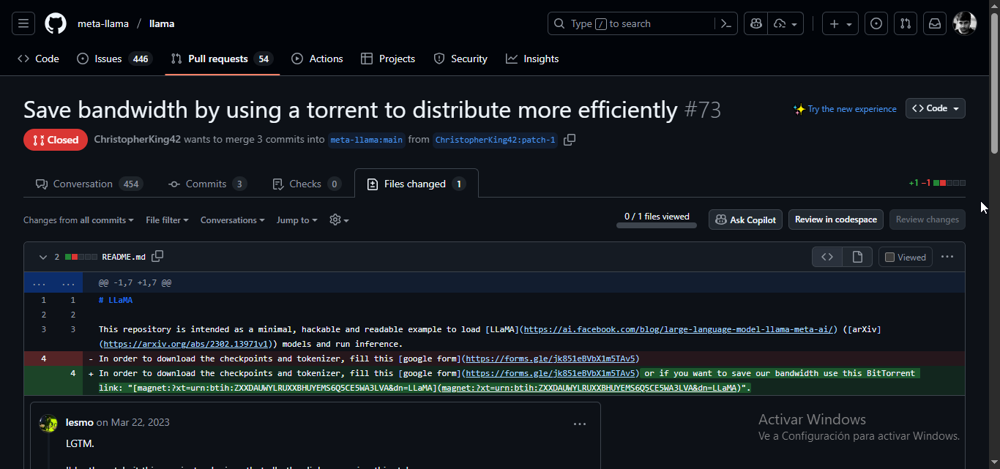 meta-llama / llama
Type / to search
Code
Issues 446
Pull requests 54
Actions
Projects
Security
Insights
Save bandwidth by using a torrent to distribute more efficiently #73
Try the new experience
Code
Closed
ChristopherKing42 wants to merge 3 commits into meta-llama:main from ChristopherKing42:patch-1
Conversation 454
Commits 3
Checks 0
Files changed 1
+1 −1
Changes from all commits
File filter
Conversations
Jump to
0 / 1 files viewed
Ask Copilot
Review in codespace
Review changes
2 README.md
Viewed
... ... @@ -1,7 +1,7 @@
1 1 # LLaMA
2 2
3 3 This repository is intended as a minimal, hackable and readable example to load [LLaMA](https://ai.facebook.com/blog/large-language-model-llama-meta-ai/) ([arXiv]
(https://arxiv.org/abs/2302.13971v1)) models and run inference.
4 - In order to download the checkpoints and tokenizer, fill this [google form](https://forms.gle/jk851eBVbX1m5TAv5)
4 + In order to download the checkpoints and tokenizer, fill this [google form](https://forms.gle/jk851eBVbX1m5TAv5) or if you want to save our bandwidth use this BitTorrent
link: "[magnet:?xt=urn:btih:ZXXDAUWYLRUXXBHUYEMS6Q5CE5WA3LVA&dn=LLaMA](magnet:?xt=urn:btih:ZXXDAUWYLRUXXBHUYEMS6Q5CE5WA3LVA&dn=LLaMA)".
lesmo on Mar 22, 2023
LGTM.
Activar Windows
Ve a Configuración para activar Windows.